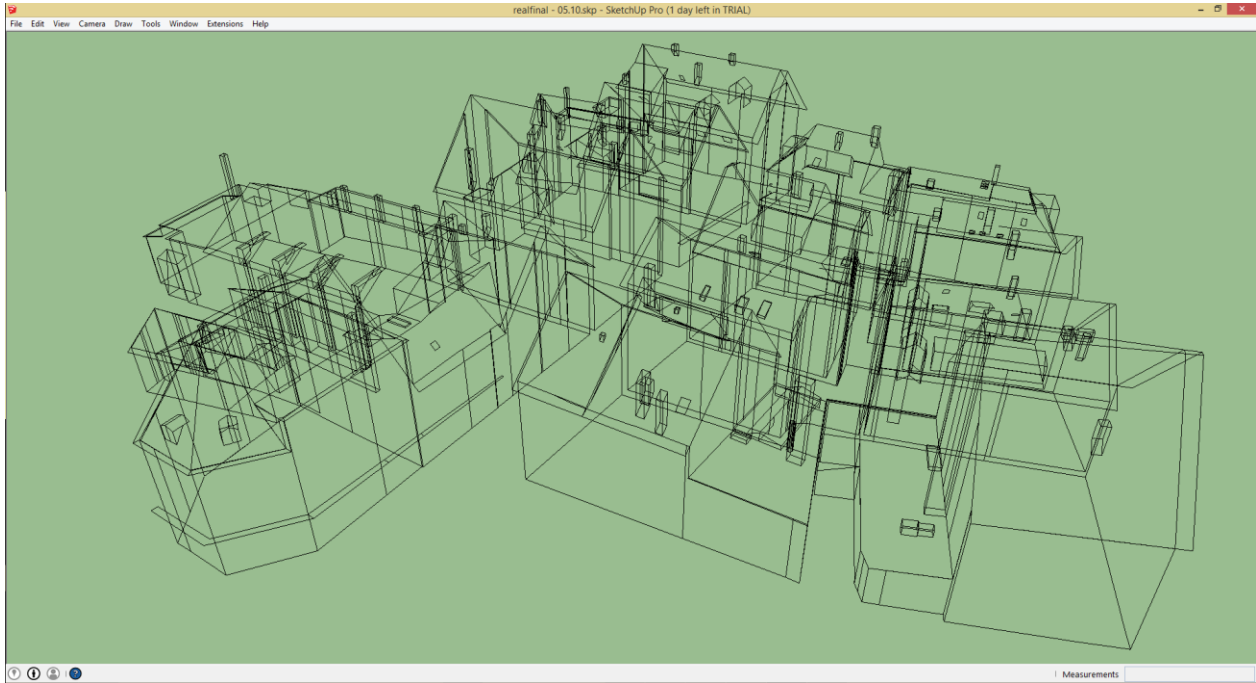 realfinal - 05.10.skp - SketchUp Pro (1 day left in TRIAL)
File Edit View Camera Draw Tools Window Extensions Help
Measurements